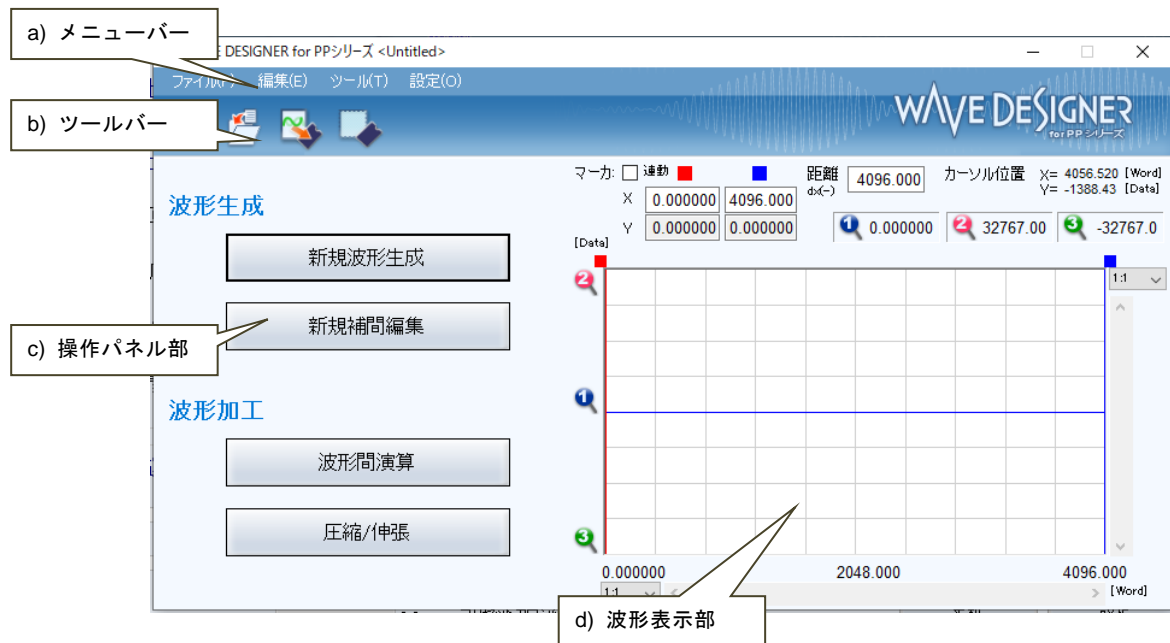 a) メニューバー
DESIGNER for PPシリーズ <Untitled>
編集(E) ツール(T) 設定(O)
b) ツールバー
WAVE DESIGNER
for PP シリーズ
マーカ: 連動
距離 dx(-) 4096.000
カーソル位置 X= 4056.520 [Word]
Y= -1388.43 [Data]
X 0.000000 4096.000
Y 0.000000 0.000000
1 0.000000 2 32767.00 3 -32767.0
[Data]
波形生成
新規波形生成
新規補間編集
c) 操作パネル部
波形加工
波形間演算
圧縮/伸張
2
1:1
1
3
0.000000 2048.000 4096.000
1:1
[Word]
d) 波形表示部